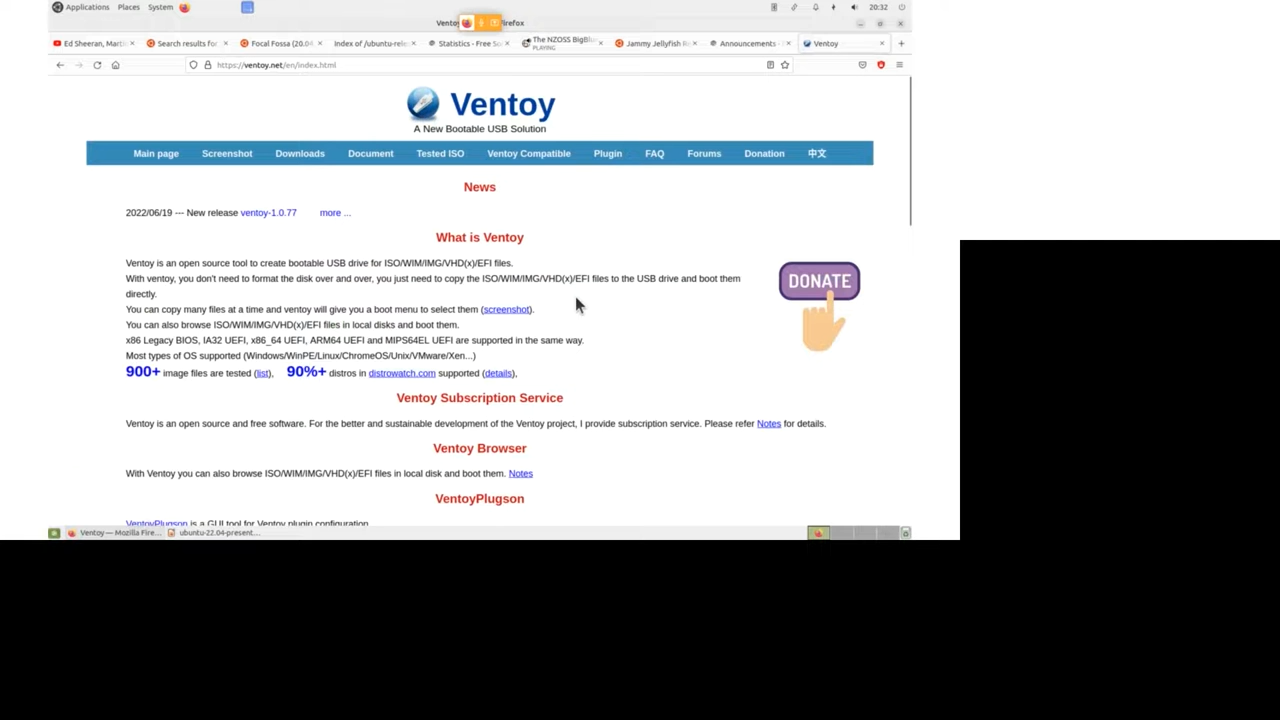 Applications Places System 20:32
Vento Firefox
Ed Sheeran, Martin
Search results for
Focal Fossa (20.04
Index of /ubuntu-rele
Statistics - Free So
The NZOSS BigBlu
PLAYING
Jammy Jellyfish Re
Announcements -
Ventoy
https://ventoy.net/en/index.html
Ventoy
A New Bootable USB Solution
Main page Screenshot Downloads Document Tested ISO Ventoy Compatible Plugin FAQ Forums Donation 中文
News
2022/06/19 --- New release ventoy-1.0.77 more ...
What is Ventoy
Ventoy is an open source tool to create bootable USB drive for ISO/WIM/IMG/VHD(x)/EFI files.
With ventoy, you don't need to format the disk over and over, you just need to copy the ISO/WIM/IMG/VHD(x)/EFI files to the USB drive and boot them
directly.
You can copy many files at a time and ventoy will give you a boot menu to select them (screenshot).
You can also browse ISO/WIM/IMG/VHD(x)/EFI files in local disks and boot them.
x86 Legacy BIOS, IA32 UEFI, x86_64 UEFI, ARM64 UEFI and MIPS64EL UEFI are supported in the same way.
Most types of OS supported (Windows/WinPE/Linux/ChromeOS/Unix/VMware/Xen...)
900+ image files are tested (list), 90%+ distros in distrowatch.com supported (details),
DONATE
Ventoy Subscription Service
Ventoy is an open source and free software. For the better and sustainable development of the Ventoy project, I provide subscription service. Please refer Notes for details.
Ventoy Browser
With Ventoy you can also browse ISO/WIM/IMG/VHD(x)/EFI files in local disk and boot them. Notes
VentoyPlugson
VentoyPlugson is a GUI tool for Ventoy plugin configuration
Ventoy — Mozilla Fire... ubuntu-22.04-present...